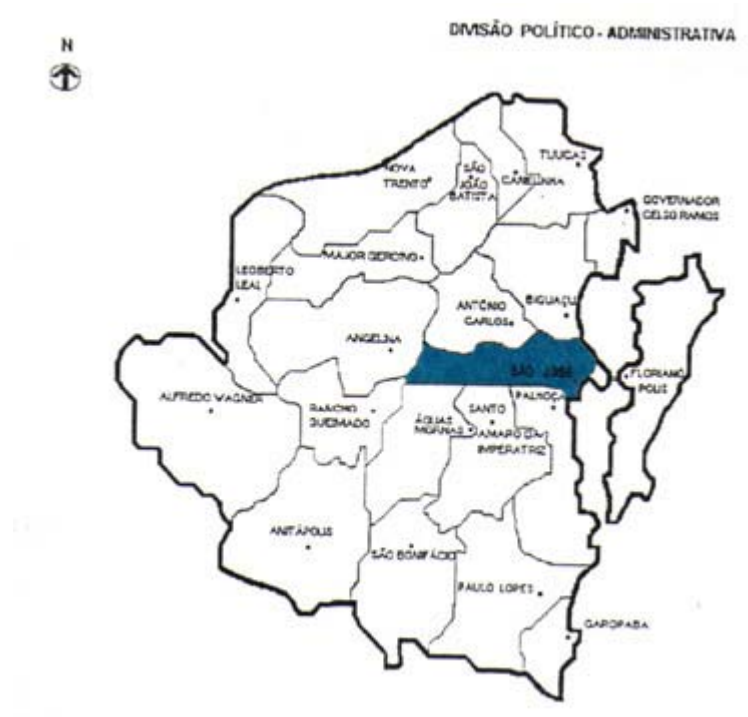 DIVISÃO POLÍTICO - ADMINISTRATIVA
N
TIJUCAS
NOVA
TRENTO
SÃO
JOÃO
BATISTA
CANELINHA
GOVERNADOR
CELSO RAMOS
MAJOR GERCINO
LEOBERTO
LEAL
ANTÔNIO
CARLOS
BIGUAÇU
ANGELINA
SÃO JOSÉ
FLORIANÓ
POLIS
ALFREDO WAGNER
RANCHO
QUEIMADO
ÁGUAS
MORNAS
SANTO
AMARO DA
IMPERATRIZ
PALHOÇA
ANITÁPOLIS
SÃO BONIFÁCIO
PAULO LOPES
GAROPABA